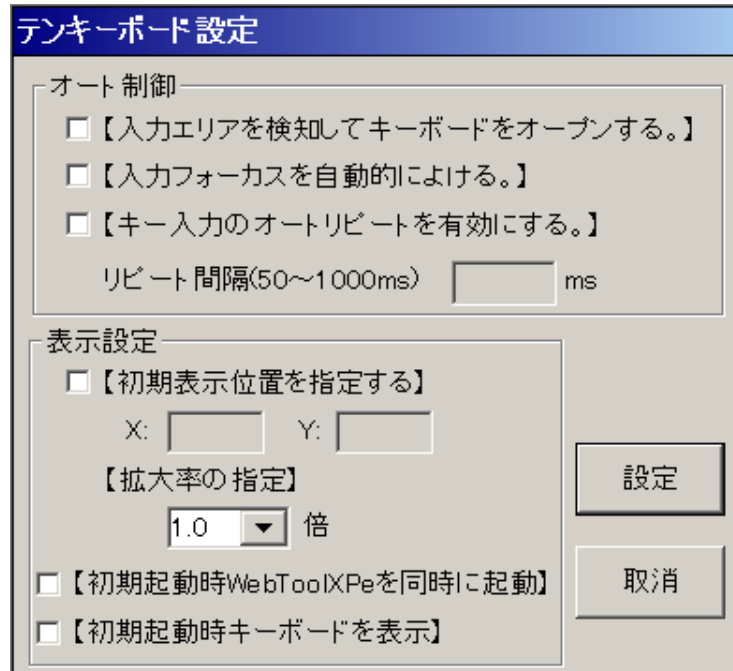 テンキーボード設定
オート制御
【入力エリアを検知してキーボードをオープンする。】
【入力フォーカスを自動的によける。】
【キー入力のオートリピートを有効にする。】
リピート間隔(50～1000ms) ms
表示設定
【初期表示位置を指定する】
X: Y:
【拡大率の指定】
1.0 倍
【初期起動時WebToolXPeを同時に起動】
【初期起動時キーボードを表示】
設定
取消